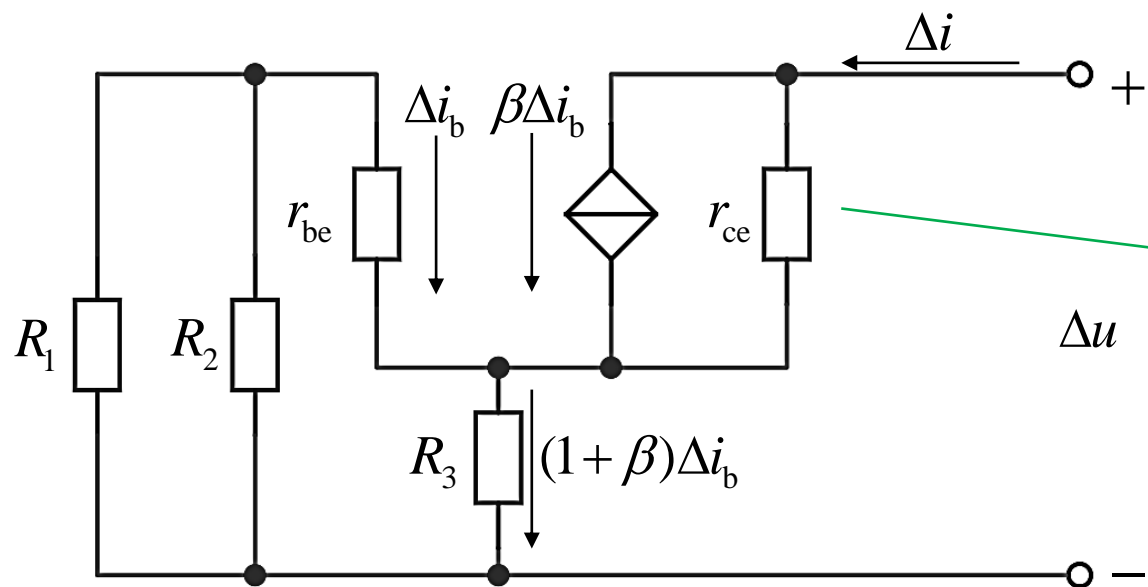 Δi
+
Δi_b
βΔi_b
r_be
r_ce
R_1
R_2
Δu
R_3
(1+β)Δi_b
−